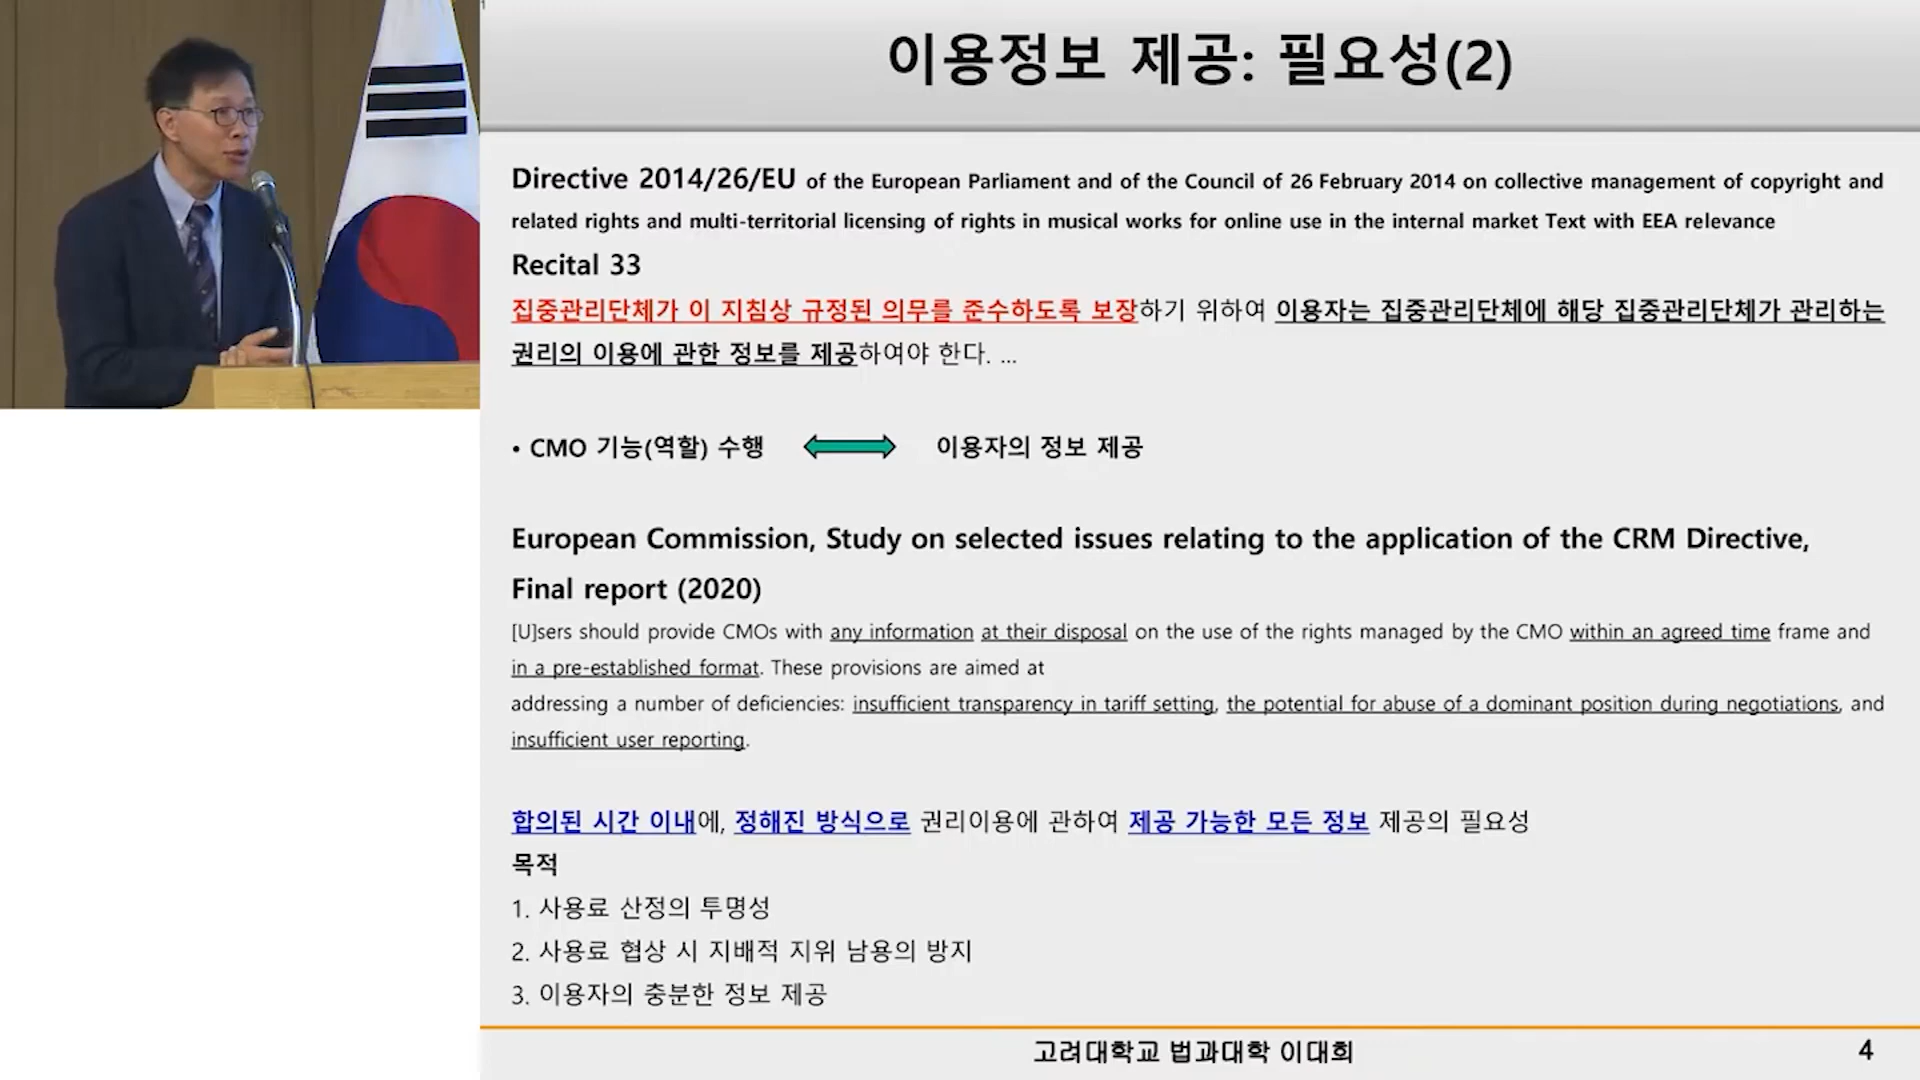 이용정보 제공: 필요성(2)
Directive 2014/26/EU of the European Parliament and of the Council of 26 February 2014 on collective management of copyright and
related rights and multi-territorial licensing of rights in musical works for online use in the internal market Text with EEA relevance
Recital 33
집중관리단체가 이 지침상 규정된 의무를 준수하도록 보장하기 위하여 이용자는 집중관리단체에 해당 집중관리단체가 관리하는
권리의 이용에 관한 정보를 제공하여야 한다. ...
• CMO 기능(역할) 수행 이용자의 정보 제공
European Commission, Study on selected issues relating to the application of the CRM Directive,
Final report (2020)
[U]sers should provide CMOs with any information at their disposal on the use of the rights managed by the CMO within an agreed time frame and
in a pre-established format. These provisions are aimed at
addressing a number of deficiencies: insufficient transparency in tariff setting, the potential for abuse of a dominant position during negotiations, and
insufficient user reporting.
합의된 시간 이내에, 정해진 방식으로 권리이용에 관하여 제공 가능한 모든 정보 제공의 필요성
목적
1. 사용료 산정의 투명성
2. 사용료 협상 시 지배적 지위 남용의 방지
3. 이용자의 충분한 정보 제공
고려대학교 법과대학 이대희
4